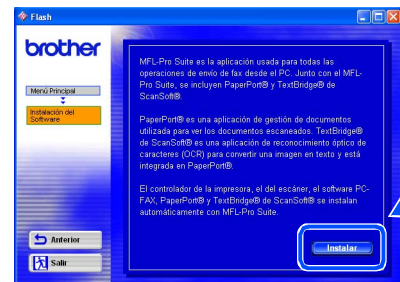 Flash
brother
Menú Principal
Instalación del
Software
MFL-Pro Suite es la aplicación usada para todas las
operaciones de envío de fax desde el PC. Junto con el MFL-
Pro Suite, se incluyen PaperPort® y TextBridge® de
ScanSoft®.
PaperPort® es una aplicación de gestión de documentos
utilizada para ver los documentos escaneados. TextBridge®
de ScanSoft® es una aplicación de reconocimiento óptico de
caracteres (OCR) para convertir una imagen en texto y está
integrada en PaperPort®.
El controlador de la impresora, el del escáner, el software PC-
FAX, PaperPort® y TextBridge® de ScanSoft® se instalan
automáticamente con MFL-Pro Suite.
Anterior
Salir
Instalar